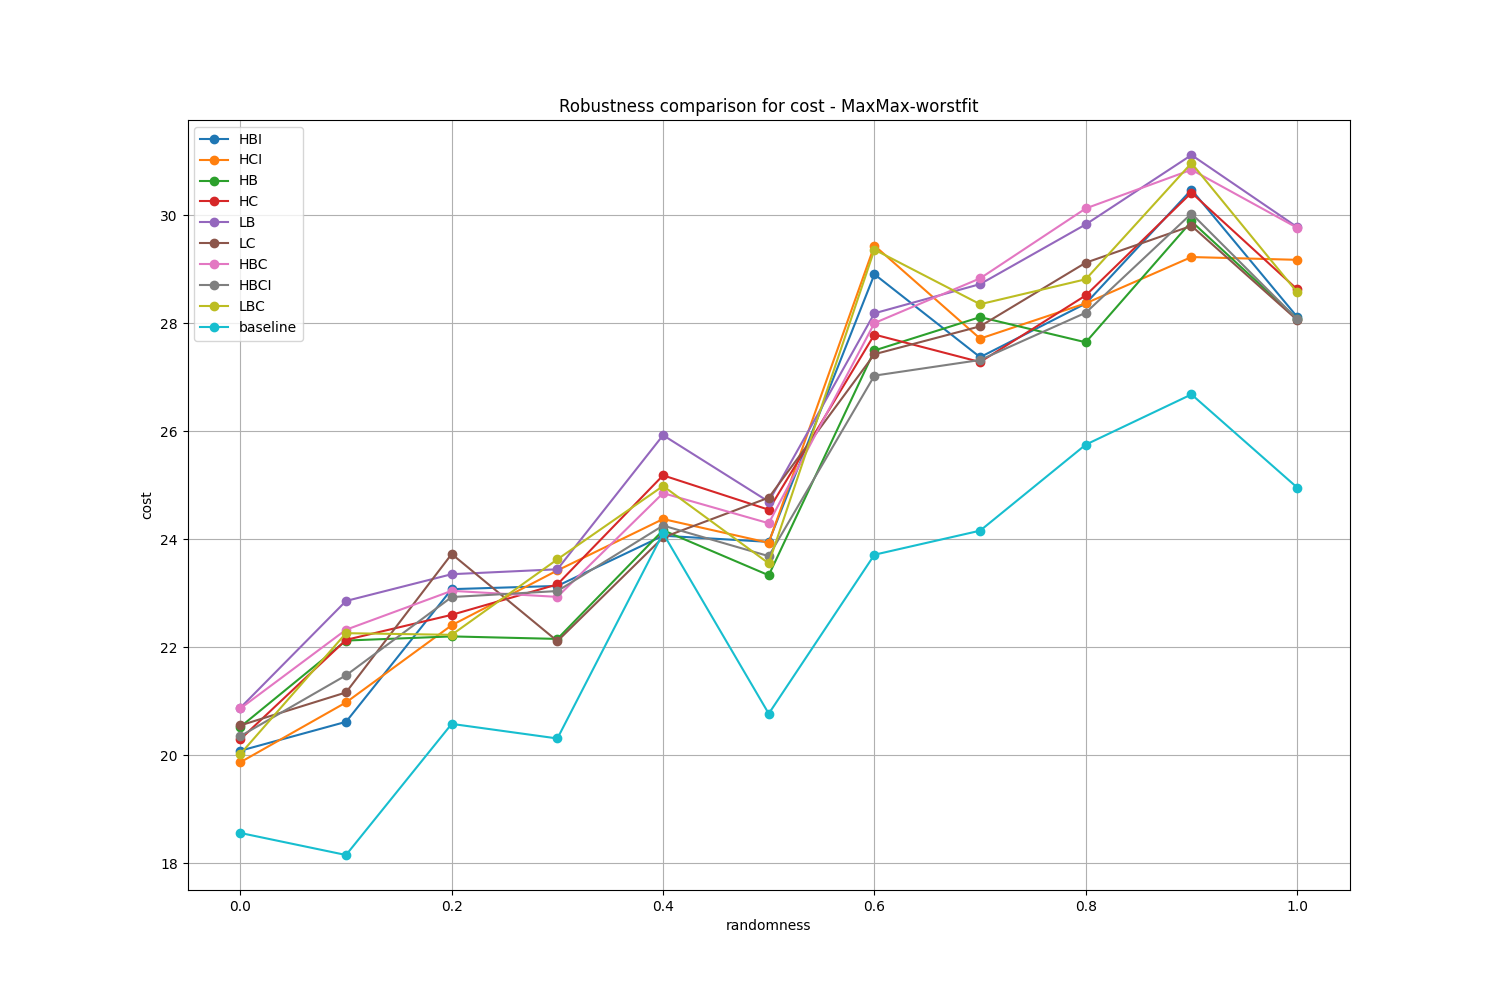 Robustness comparison for cost - MaxMax-worstfit
HBI
HCI
HB
HC
LB
LC
HBC
HBCI
LBC
baseline
30
28
26
24
22
20
18
cost
0.0 0.2 0.4 0.6 0.8 1.0
randomness